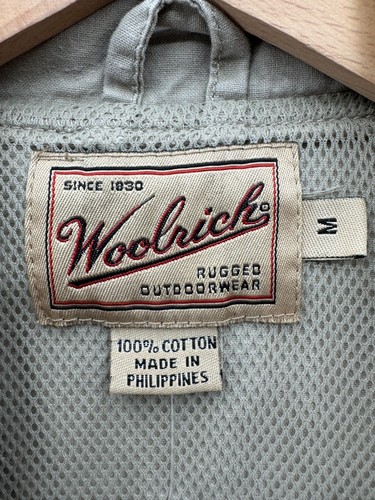 SINCE 1830
Woolrich®
RUGGED
OUTDOORWEAR
M
100% COTTON
MADE IN
PHILIPPINES